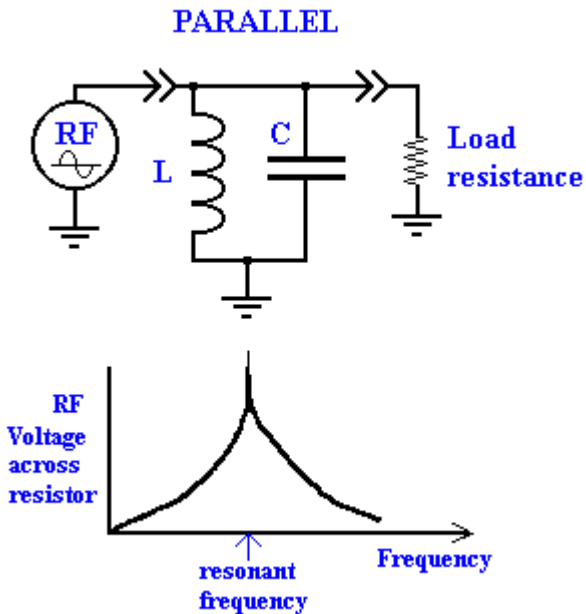 PARALLEL
RF
L
C
Load
resistance
RF
Voltage
across
resistor
Frequency
resonant
frequency